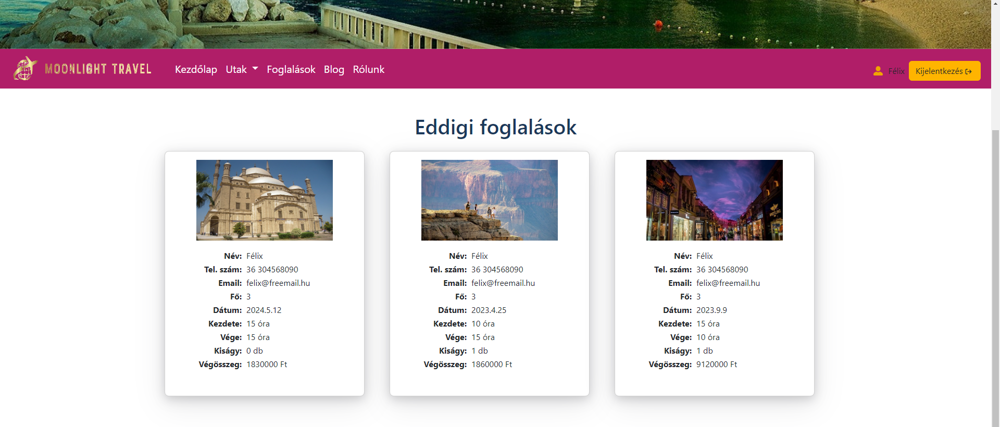 MOONLIGHT TRAVEL
Kezdőlap Utak Foglalások Blog Rólunk
Félix Kijelentkezés
Eddigi foglalások
Név: Félix
Tel. szám: 36 304568090
Email: felix@freemail.hu
Fő: 3
Dátum: 2024.5.12
Kezdete: 15 óra
Vége: 15 óra
Kiságy: 0 db
Végösszeg: 1830000 Ft
Név: Félix
Tel. szám: 36 304568090
Email: felix@freemail.hu
Fő: 3
Dátum: 2023.4.25
Kezdete: 10 óra
Vége: 15 óra
Kiságy: 1 db
Végösszeg: 1860000 Ft
BREITLING
Név: Félix
Tel. szám: 36 304568090
Email: felix@freemail.hu
Fő: 3
Dátum: 2023.9.9
Kezdete: 15 óra
Vége: 10 óra
Kiságy: 1 db
Végösszeg: 9120000 Ft